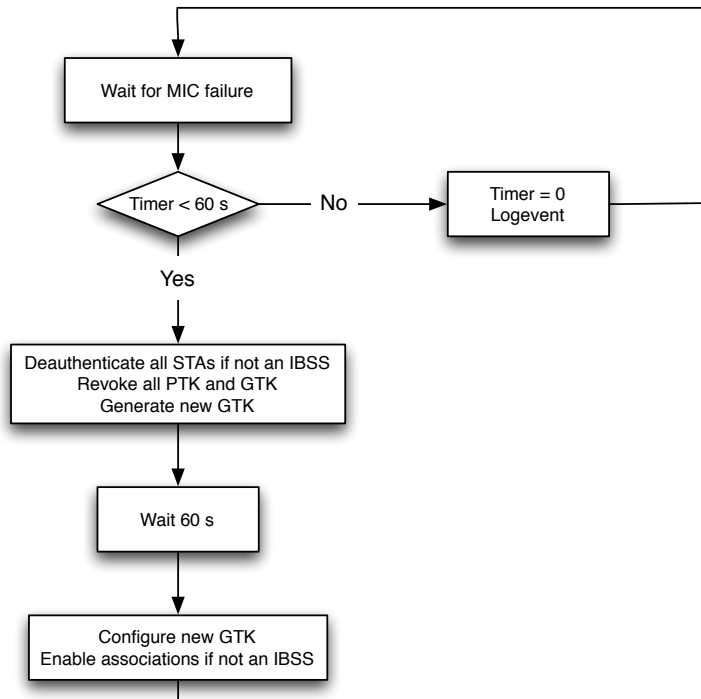 Wait for MIC failure
Timer < 60 s
No
Timer = 0
Logevent
Yes
Deauthenticate all STAs if not an IBSS
Revoke all PTK and GTK
Generate new GTK
Wait 60 s
Configure new GTK
Enable associations if not an IBSS